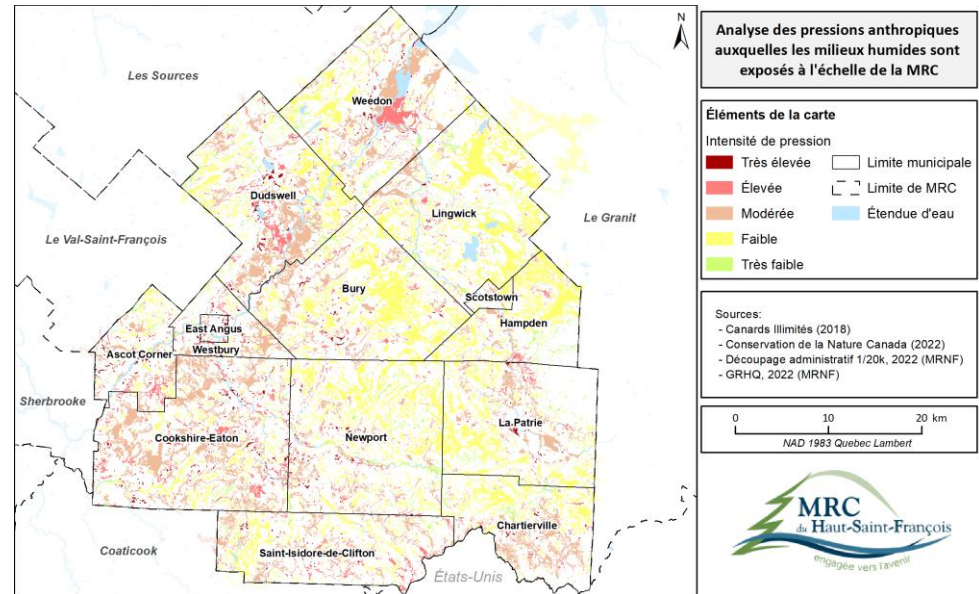 Analyse des pressions anthropiques
auxquelles les milieux humides sont
exposés à l'échelle de la MRC
Éléments de la carte
Intensité de pression
Très élevée
Élevée
Modérée
Faible
Très faible
Limite municipale
Limite de MRC
Étendue d'eau
Sources:
- Canards Illimités (2018)
- Conservation de la Nature Canada (2022)
- Découpage administratif 1/20k, 2022 (MRNF)
- GRHQ, 2022 (MRNF)
0 10 20 km
NAD 1983 Quebec Lambert
MRC
du Haut-Saint-François
engagée vers l'avenir
N
Les Sources
Weedon
Dudswell
Lingwick
Le Granit
Le Val-Saint-François
Bury
Scotstown
Hampden
East Angus
Westbury
Ascot Corner
Sherbrooke
Cookshire-Eaton
Newport
La Patrie
Chartierville
Coaticook
Saint-Isidore-de-Clifton
États-Unis